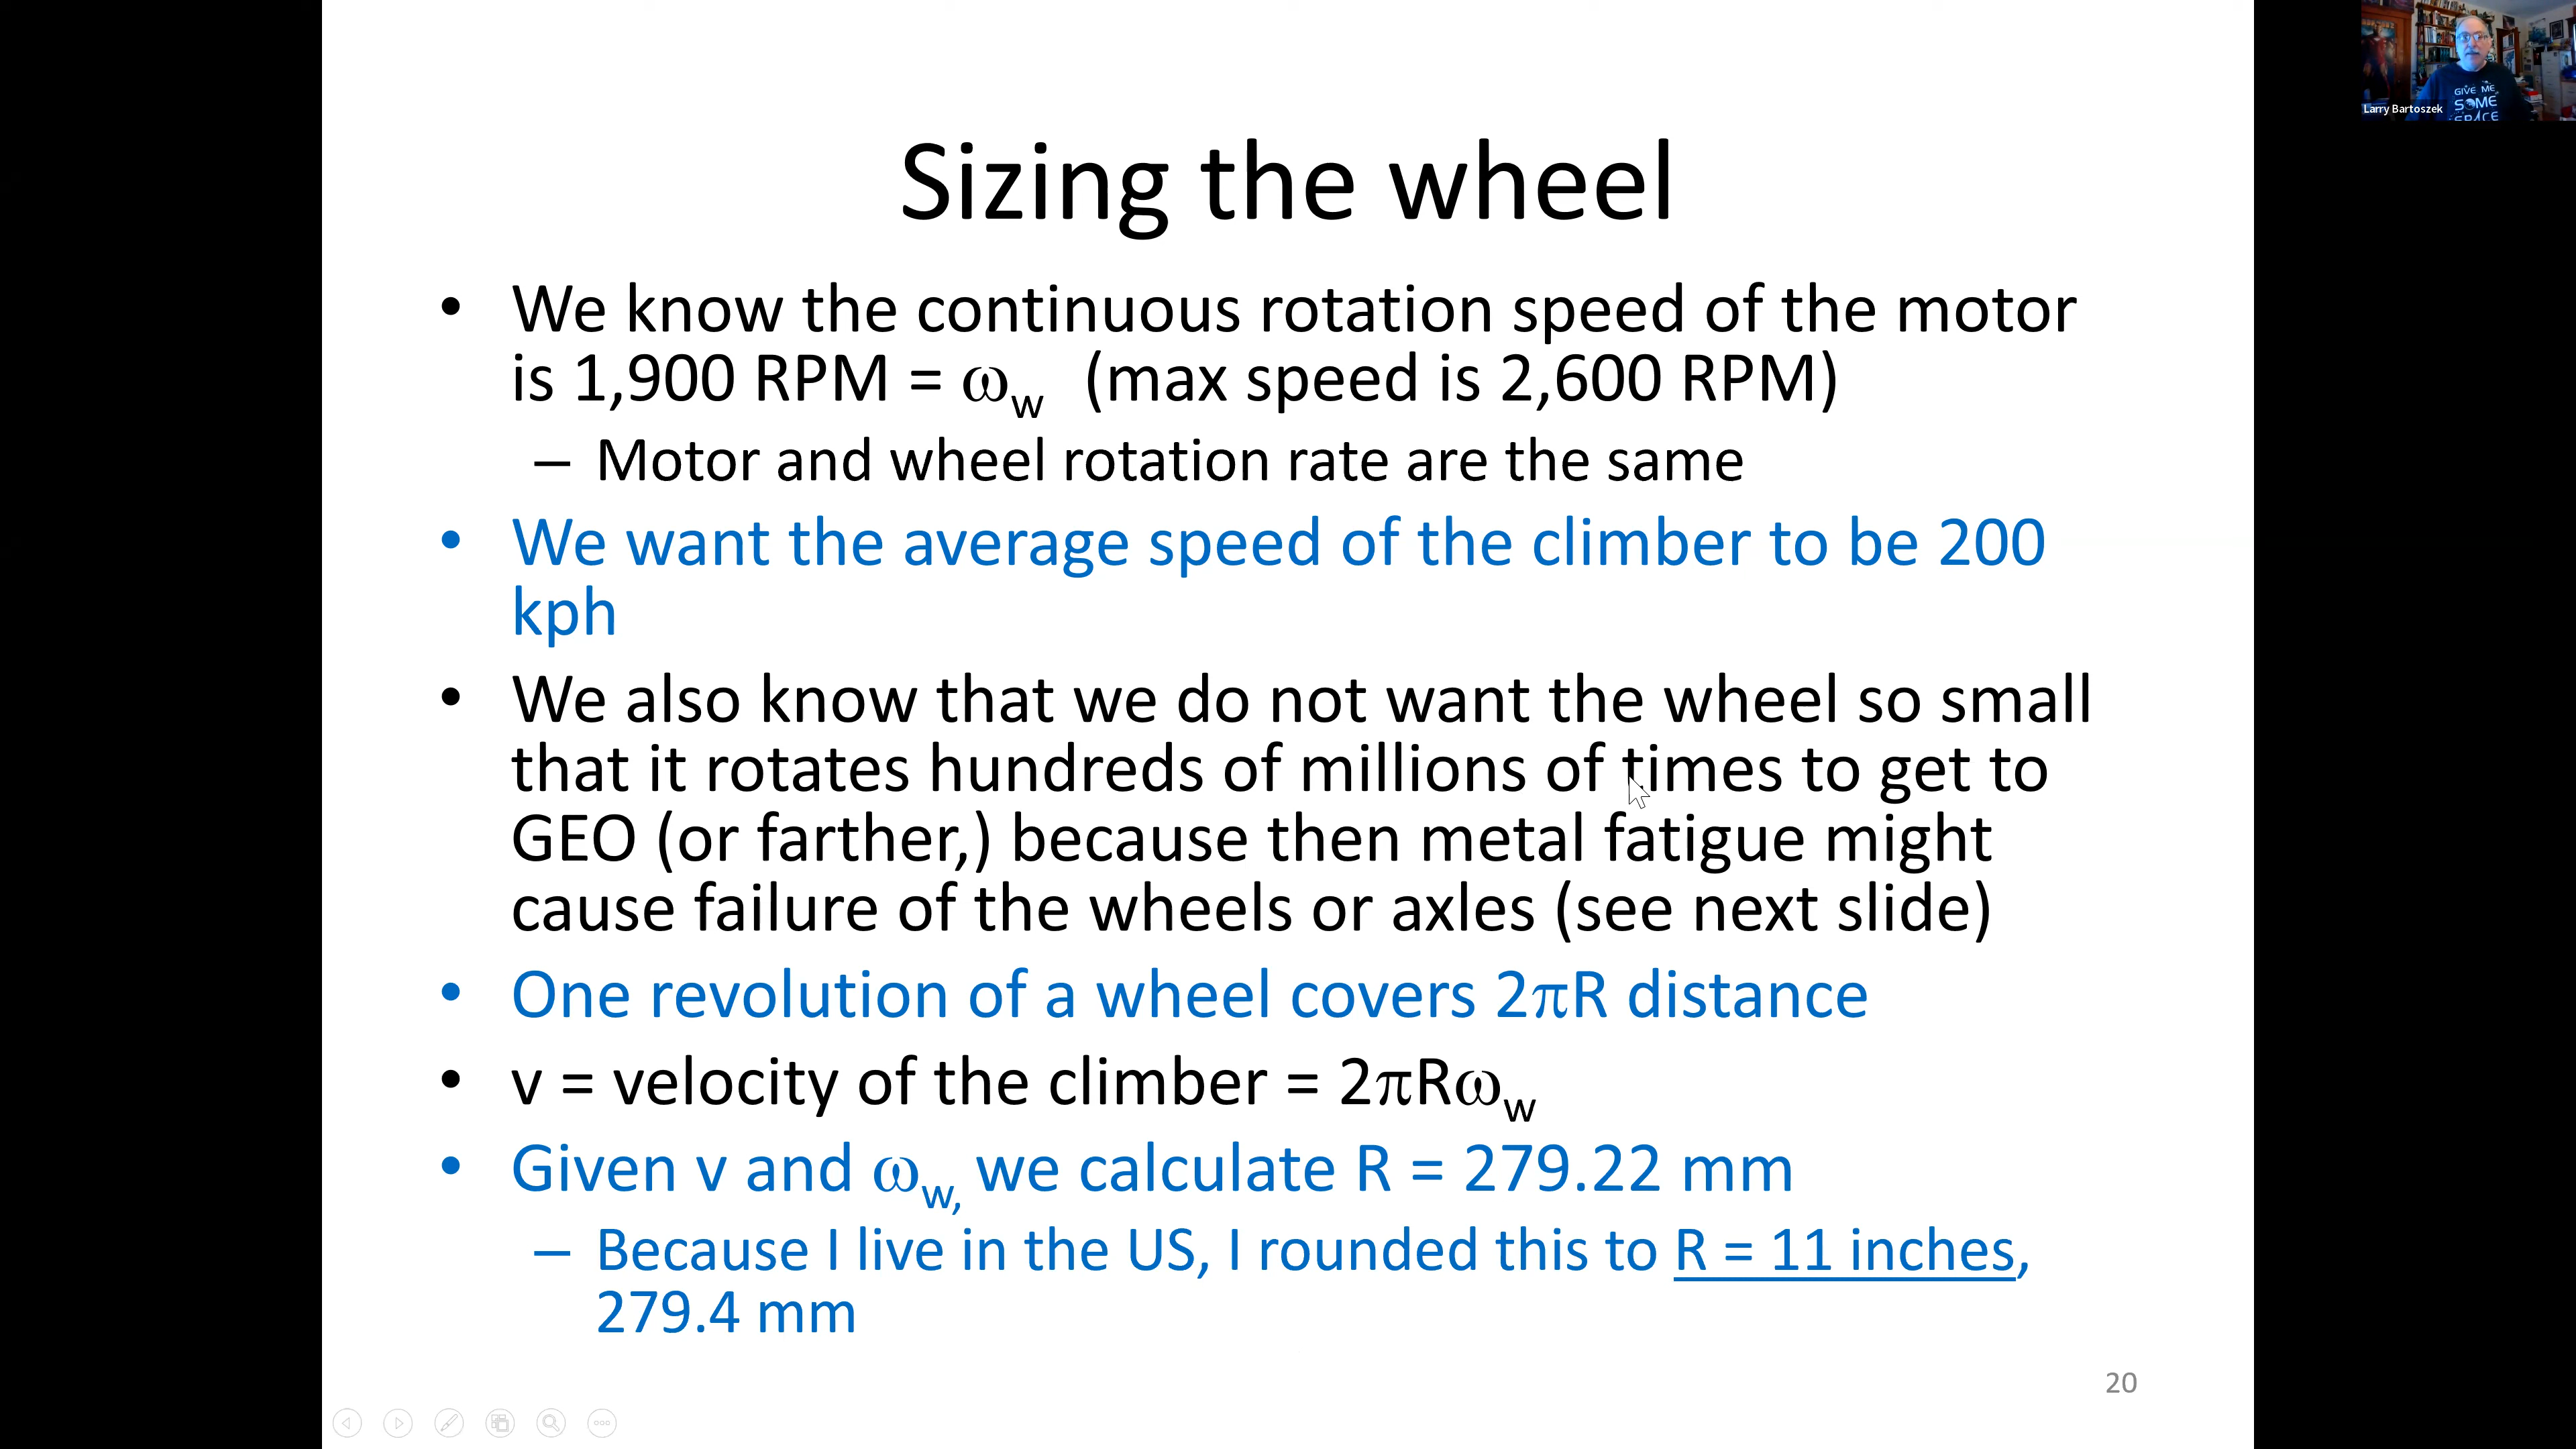 Sizing the wheel
• We know the continuous rotation speed of the motor
is 1,900 RPM = ωw (max speed is 2,600 RPM)
– Motor and wheel rotation rate are the same
• We want the average speed of the climber to be 200
kph
• We also know that we do not want the wheel so small
that it rotates hundreds of millions of times to get to
GEO (or farther,) because then metal fatigue might
cause failure of the wheels or axles (see next slide)
• One revolution of a wheel covers 2πR distance
• v = velocity of the climber = 2πRωw
• Given v and ωw, we calculate R = 279.22 mm
– Because I live in the US, I rounded this to R = 11 inches,
279.4 mm
20
Larry Bartoszek
GIVE ME
SOME
SPACE